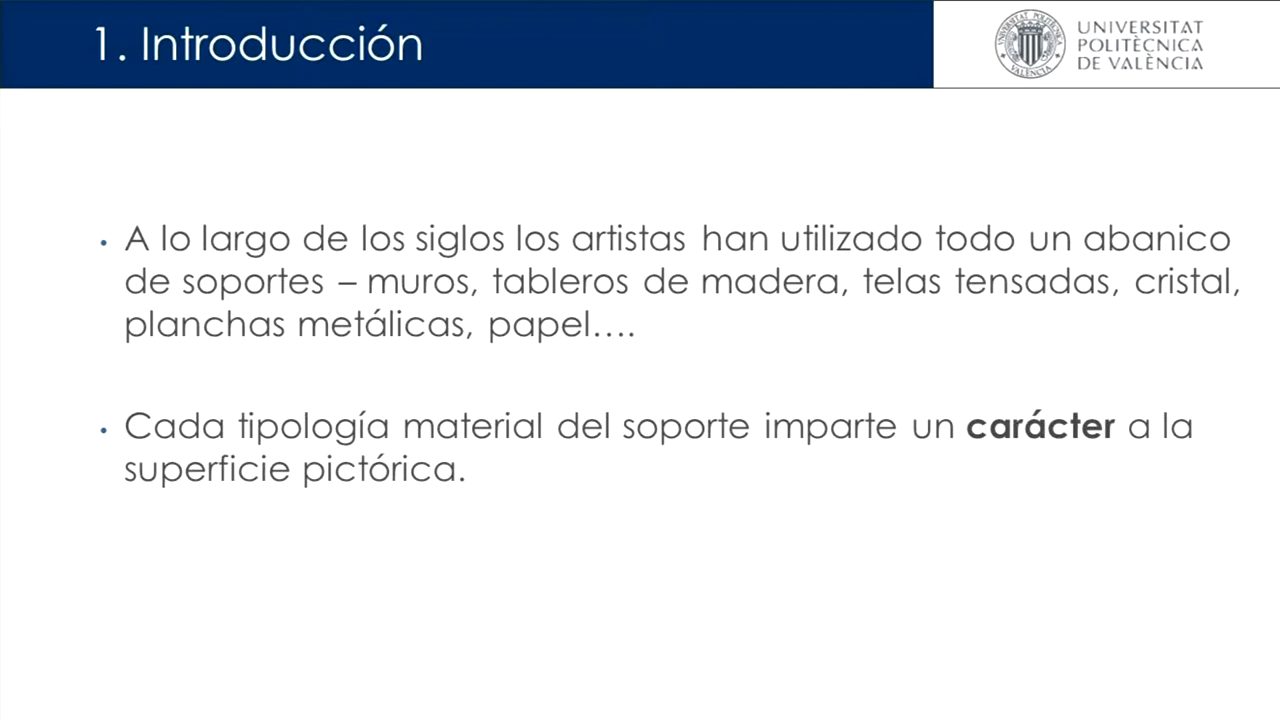 1. Introducción
UNIVERSITAT
POLITÈCNICA
DE VALÈNCIA
• A lo largo de los siglos los artistas han utilizado todo un abanico
de soportes – muros, tableros de madera, telas tensadas, cristal,
planchas metálicas, papel….
• Cada tipología material del soporte imparte un carácter a la
superficie pictórica.